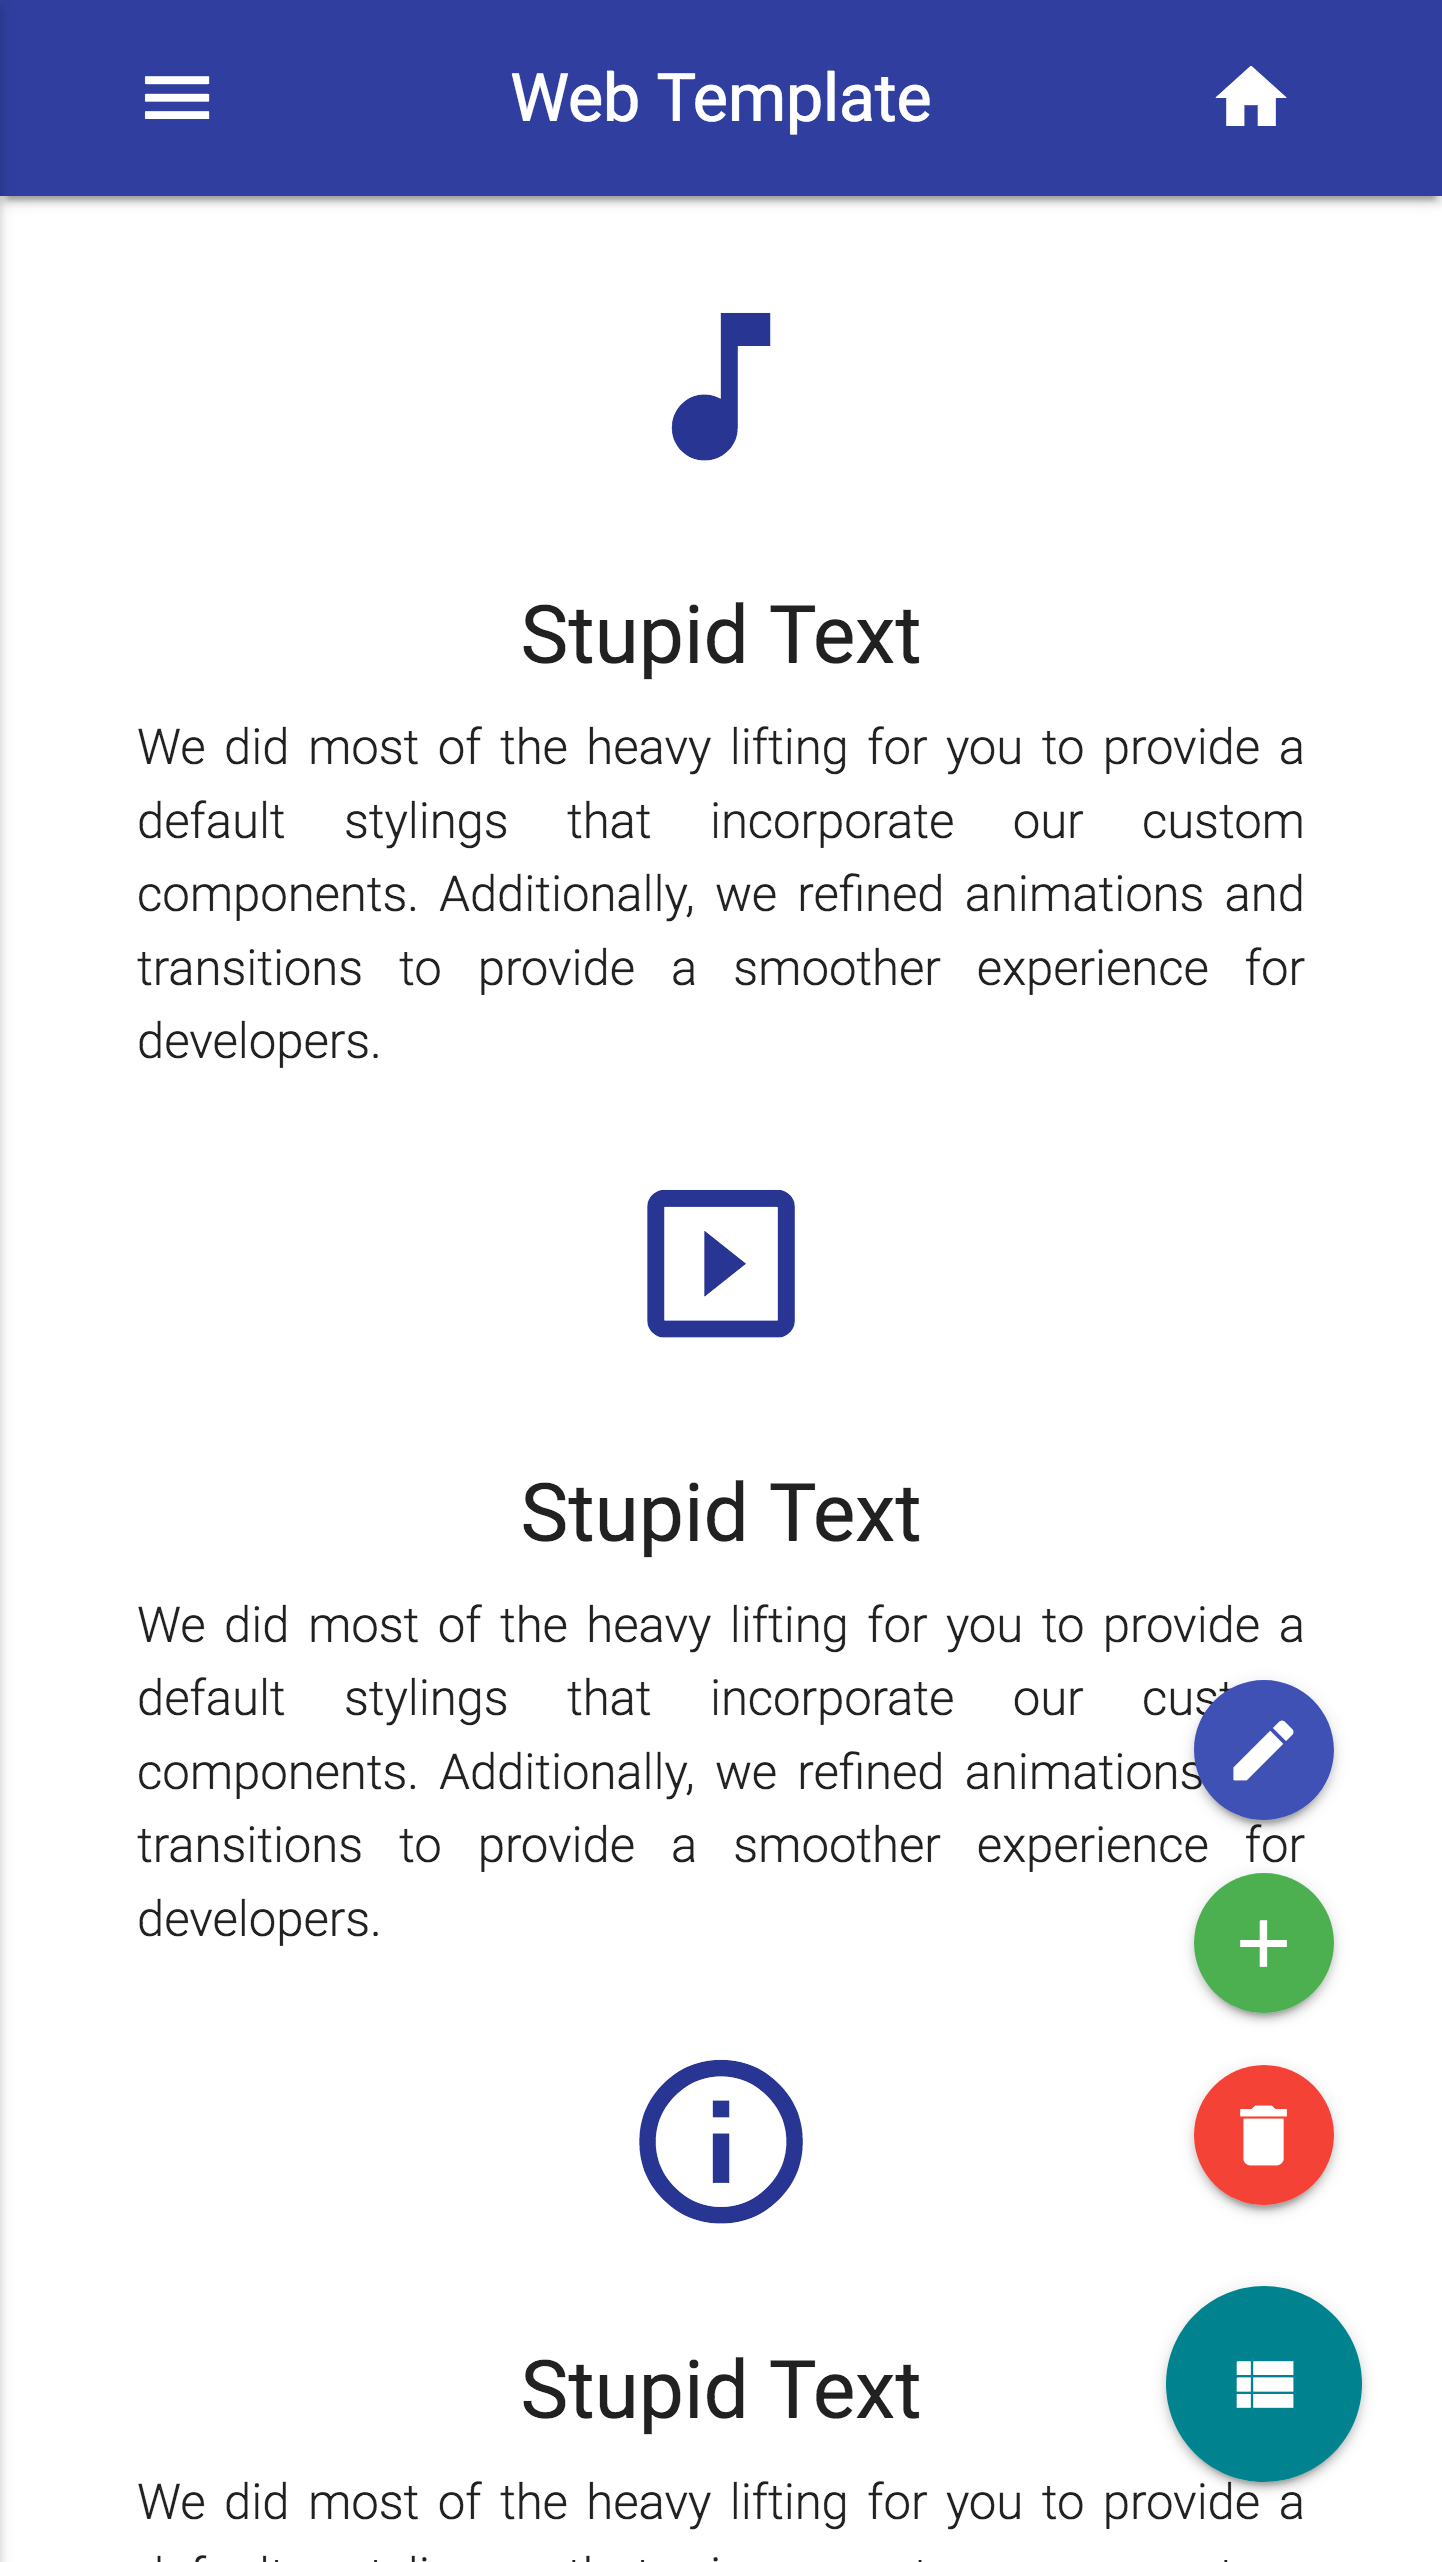 Web Template
Stupid Text
We did most of the heavy lifting for you to provide a
default stylings that incorporate our custom
components. Additionally, we refined animations and
transitions to provide a smoother experience for
developers.
Stupid Text
We did most of the heavy lifting for you to provide a
default stylings that incorporate our
components. Additionally, we refined animations
transitions to provide a smoother experience for
developers.
Stupid Text
We did most of the heavy lifting for you to provide a